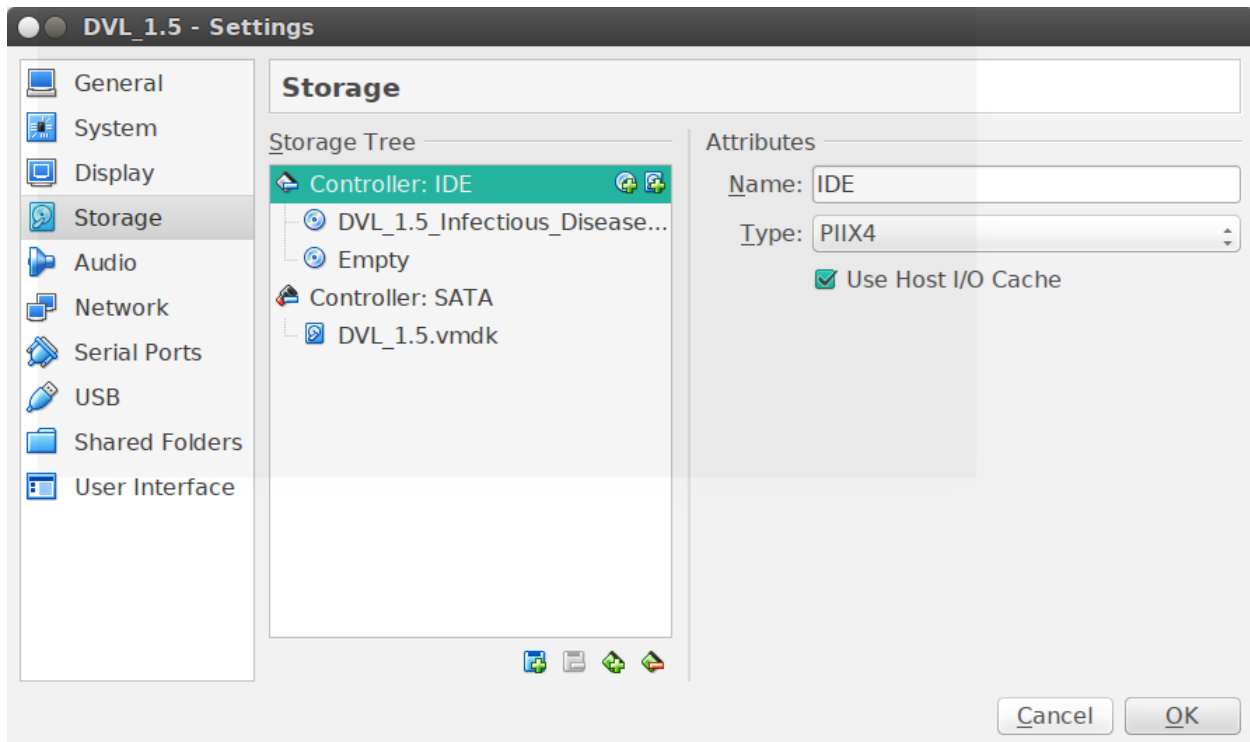 DVL_1.5 - Settings
General
System
Display
Storage
Audio
Network
Serial Ports
USB
Shared Folders
User Interface
Storage
Storage Tree
Controller: IDE
DVL_1.5_Infectious_Disease...
Empty
Controller: SATA
DVL_1.5.vmdk
Attributes
Name: IDE
Type: PIIX4
Use Host I/O Cache
Cancel OK